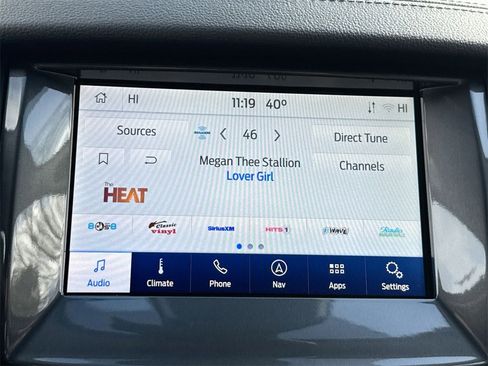 HI 11:19 40° HI
Sources 46 Direct Tune
Megan Thee Stallion Channels
Lover Girl
The
HEAT
Classic vinyl SiriusXM HITS 1
Audio Climate Phone Nav Apps Settings